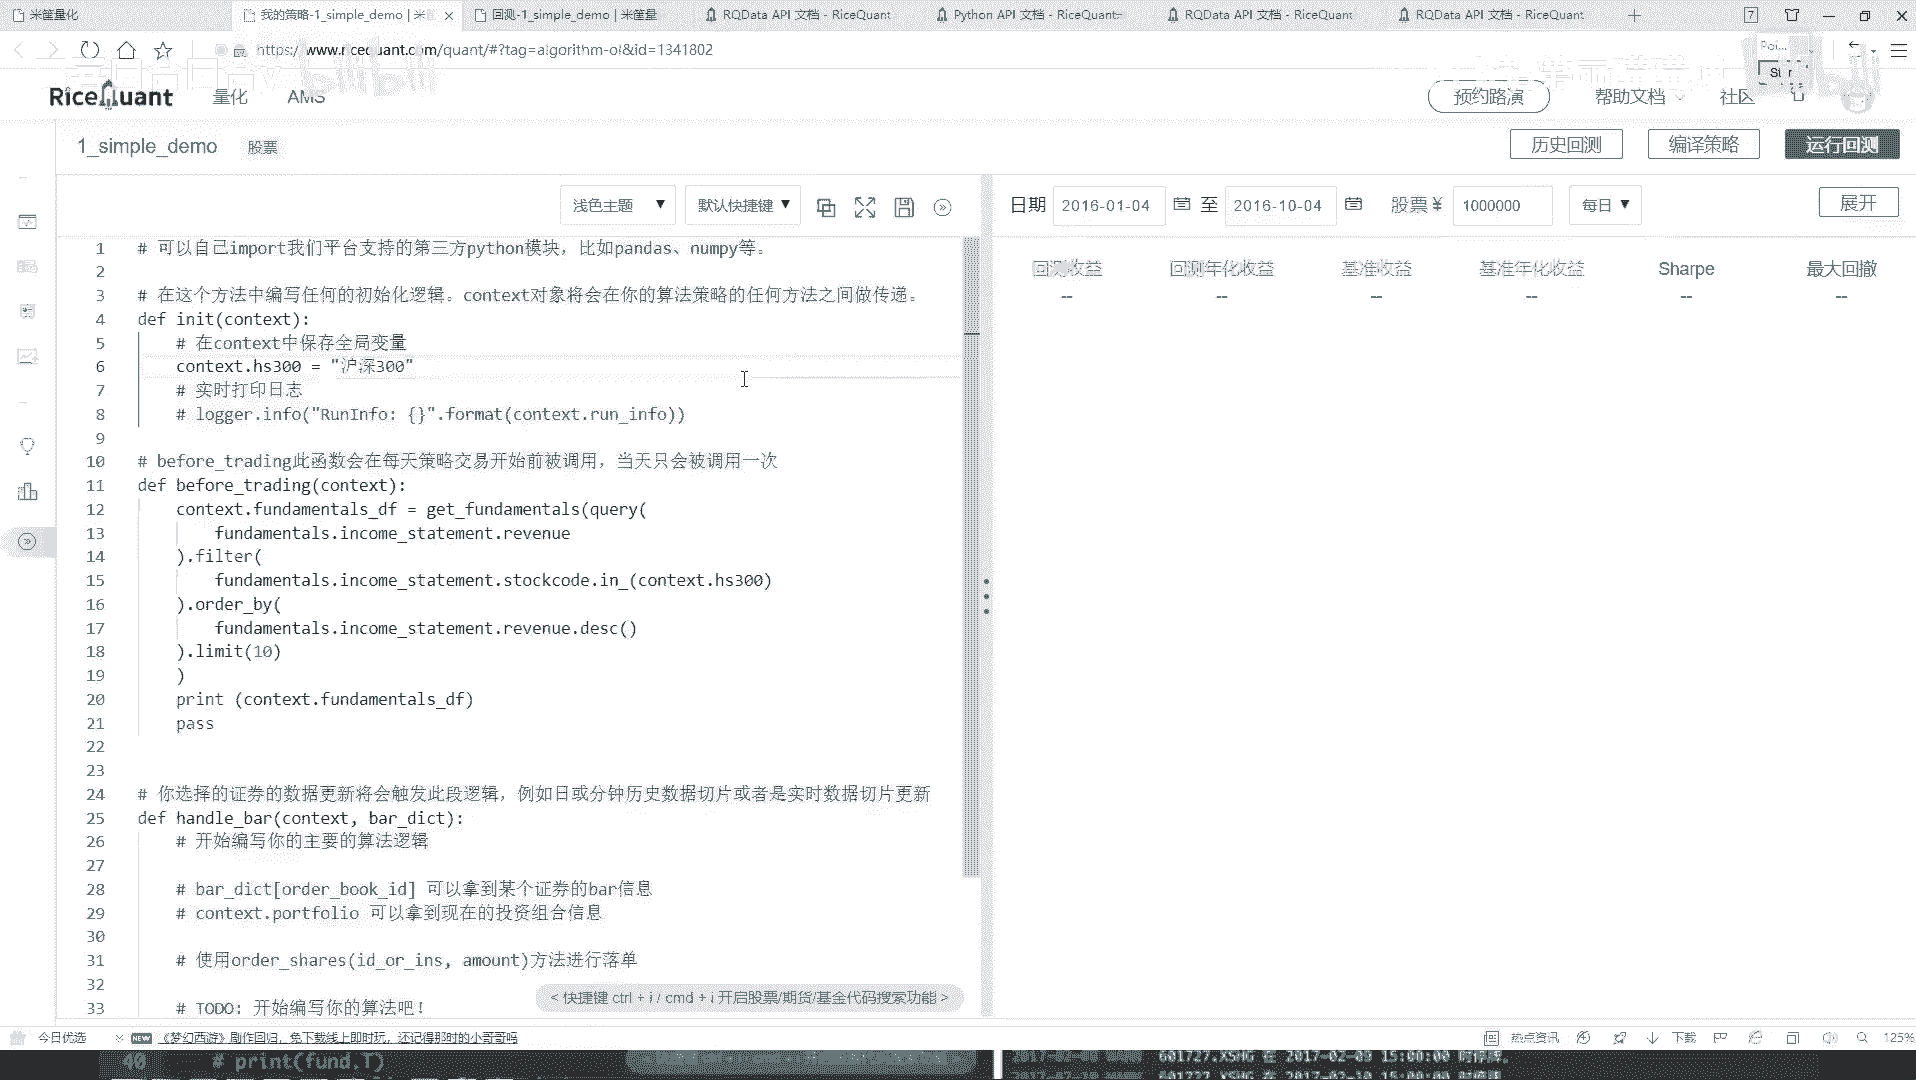 米筐量化
我的策略-1_simple_demo | 米筐
回测-1_simple_demo | 米筐量
RQData API 文档 - RiceQuant
Python API 文档 - RiceQuant
RQData API 文档 - RiceQuant
RQData API 文档 - RiceQuant
7
https://www.ricequant.com/quant/#?tag=algorithm-ol&id=1341802
RiceQuant
量化
AMS
bilibili
预约路演
帮助文档
社区
1_simple_demo
股票
历史回测
编译策略
运行回测
浅色主题 ▼
默认快捷键 ▼
日期 2016-01-04 至 2016-10-04
股票 ¥ 1000000
每日 ▼
展开
回测收益 回测年化收益 基准收益 基准年化收益 Sharpe 最大回撤
-- -- -- -- -- --
1 # 可以自己import我们平台支持的第三方python模块，比如pandas、numpy等。
2
3 # 在这个方法中编写任何的初始化逻辑。context对象将会在你的算法策略的任何方法之间做传递。
4 def init(context):
5 # 在context中保存全局变量
6 context.hs300 = "沪深300"
7 # 实时打印日志
8 # logger.info("RunInfo: {}".format(context.run_info))
9
10 # before_trading此函数会在每天策略交易开始前被调用，当天只会被调用一次
11 def before_trading(context):
12 context.fundamentals_df = get_fundamentals(query(
13 fundamentals.income_statement.revenue
14 ).filter(
15 fundamentals.income_statement.stockcode.in_(context.hs300)
16 ).order_by(
17 fundamentals.income_statement.revenue.desc()
18 ).limit(10)
19 )
20 print (context.fundamentals_df)
21 pass
22
23
24 # 你选择的证券的数据更新将会触发此段逻辑，例如日或分钟历史数据切片或者是实时数据切片更新
25 def handle_bar(context, bar_dict):
26 # 开始编写你的主要的算法逻辑
27
28 # bar_dict[order_book_id] 可以拿到某个证券的bar信息
29 # context.portfolio 可以拿到现在的投资组合信息
30
31 # 使用order_shares(id_or_ins, amount)方法进行落单
32
33 # TODO: 开始编写你的算法吧！
< 快捷键 ctrl + i / cmd + i 开启股票/期货/基金代码搜索功能 >
今日优选
NEW
《梦幻西游》剧作回归，免下载线上即时玩，还记得那时的小哥哥吗
热点资讯
下载
125%
40 # print(fund.T)
601727.XSHG 在 2017-02-09 15:00:00 时停牌。
601727.XSHG 在 2017-02-10 15:00:00 时停牌。